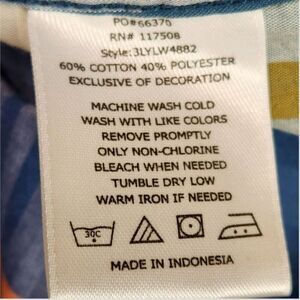 PO#66370
RN# 117508
Style:3LYLW4882
60% COTTON 40% POLYESTER
EXCLUSIVE OF DECORATION
MACHINE WASH COLD
WASH WITH LIKE COLORS
REMOVE PROMPTLY
ONLY NON-CHLORINE
BLEACH WHEN NEEDED
TUMBLE DRY LOW
WARM IRON IF NEEDED
30C
MADE IN INDONESIA